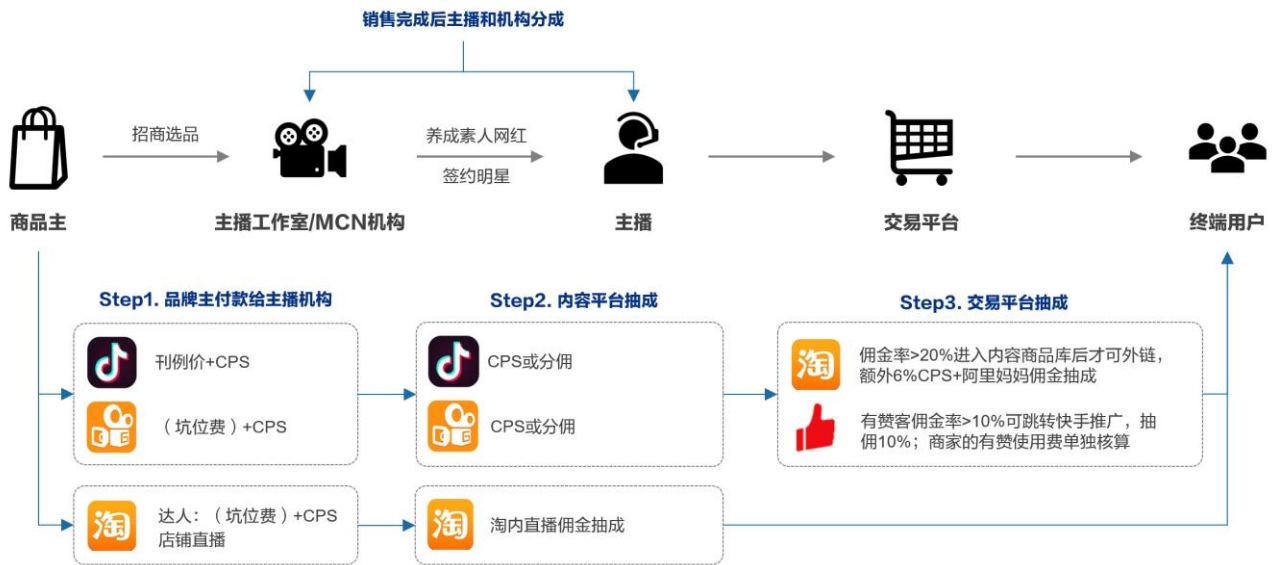 销售完成后主播和机构分成
招商选品
养成素人网红
签约明星
商品主
主播工作室/MCN机构
主播
交易平台
终端用户
Step1. 品牌主付款给主播机构
Step2. 内容平台抽成
Step3. 交易平台抽成
刊例价+CPS
CPS或分佣
淘
佣金率>20%进入内容商品库后才可外链，
额外6%CPS+阿里妈妈佣金抽成
（坑位费）+CPS
CPS或分佣
有赞客佣金率>10%可跳转快手推广，抽
佣10%；商家的有赞使用费单独核算
淘
达人：（坑位费）+CPS
店铺直播
淘
淘内直播佣金抽成